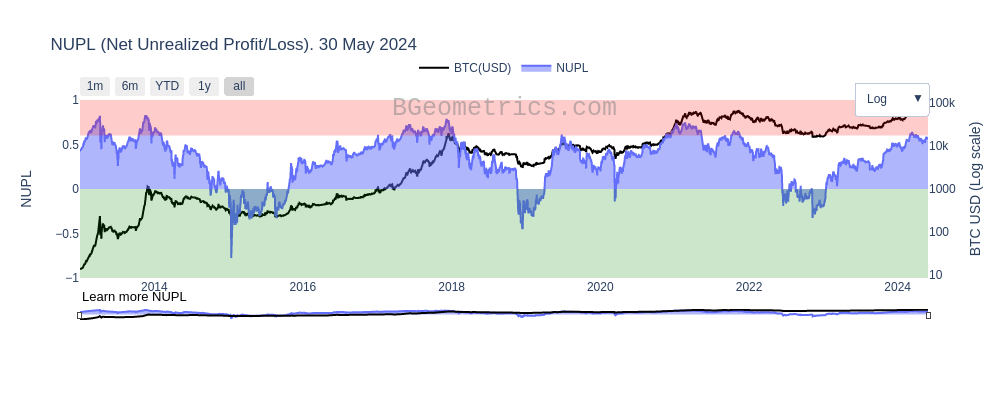 NUPL (Net Unrealized Profit/Loss). 30 May 2024
BTC(USD) NUPL
1m 6m YTD 1y all
Log ▼
BGeometrics.com
1
0.5
0
−0.5
−1
NUPL
100k
10k
1000
100
10
BTC USD (Log scale)
2014 2016 2018 2020 2022 2024
Learn more NUPL